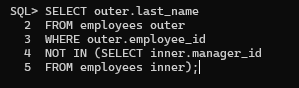 SQL> SELECT outer.last_name
2 FROM employees outer
3 WHERE outer.employee_id
4 NOT IN (SELECT inner.manager_id
5 FROM employees inner);